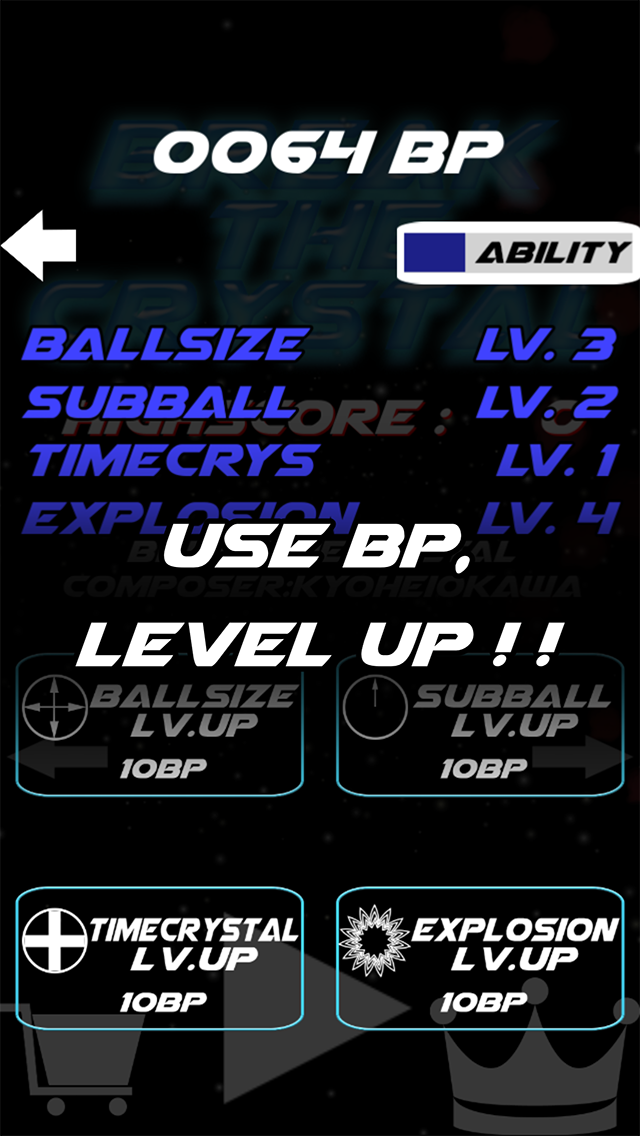 BREAK
0064 BP
THE
ABILITY
CRYSTAL
BALLSIZE LV. 3
SUBBALL LV. 2
HIGHSCORE : 0
TIMECRYS LV. 1
EXPLOSION LV. 4
USE BP,
COMPOSER:KYOHEIOKAWA
LEVEL UP ! !
BALLSIZE
LV.UP
10BP
SUBBALL
LV.UP
10BP
TIMECRYSTAL
LV.UP
10BP
EXPLOSION
LV.UP
10BP